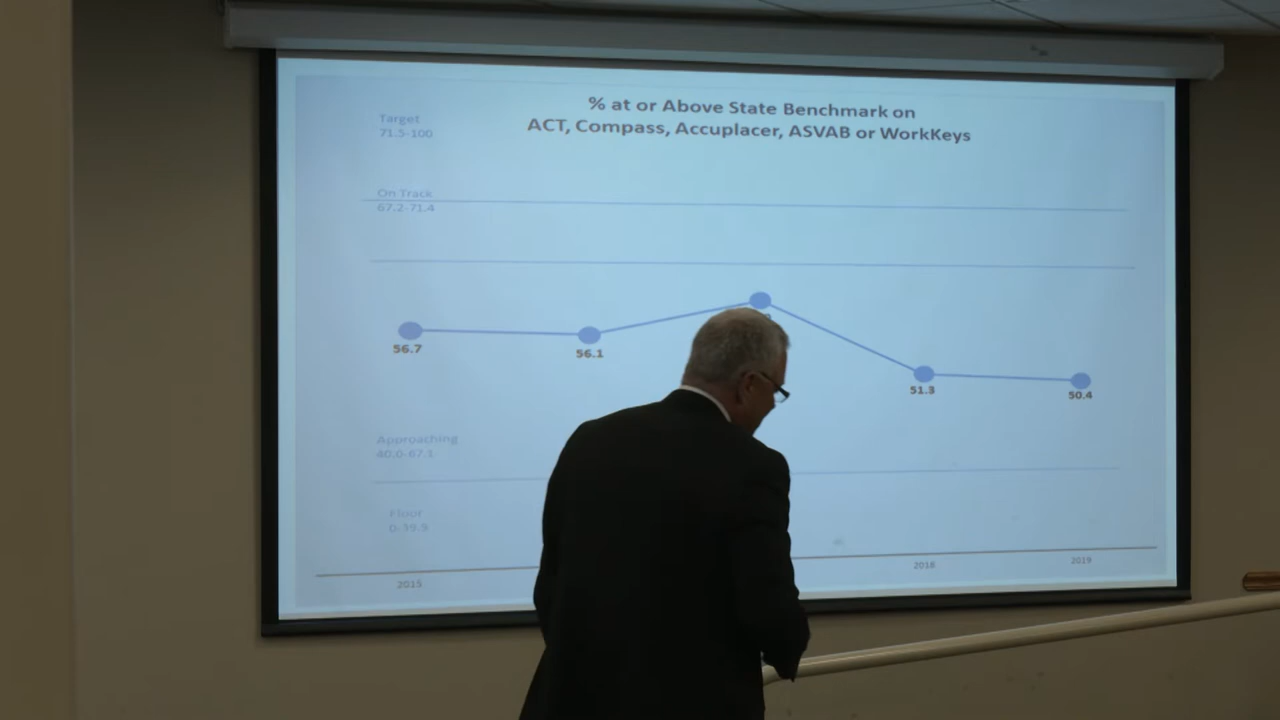 % at or Above State Benchmark on
ACT, Compass, Accuplacer, ASVAB or WorkKeys
Target
71.5-100
On Track
67.2-71.4
56.7
56.1
51.3
50.4
Approaching
40.0-67.1
Floor
0-39.9
2015
2018
2019